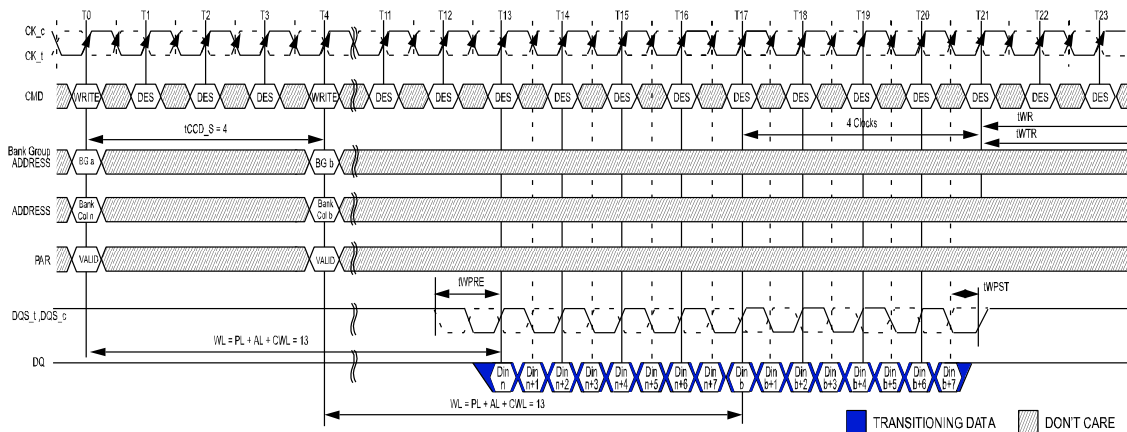 T0 T1 T2 T3 T4 T11 T12 T13 T14 T15 T16 T17 T18 T19 T20 T21 T22 T23
CK_c
CK_t
CMD WRITE DES DES DES WRITE DES DES DES DES DES DES DES DES DES DES DES DES
tCCD_S = 4
4 Clocks
tWR
tWTR
Bank Group
ADDRESS BG a BG b
ADDRESS Bank Col n Bank Col b
PAR VALID VALID
tWPRE
tWPST
DQS_t ,DQS_c
WL = PL + AL + CWL = 13
DQ Din n Din n+1 Din n+2 Din n+3 Din n+4 Din n+5 Din n+6 Din n+7 Din b Din b+1 Din b+2 Din b+3 Din b+4 Din b+5 Din b+6 Din b+7
WL = PL + AL + CWL = 13
TRANSITIONING DATA DON'T CARE